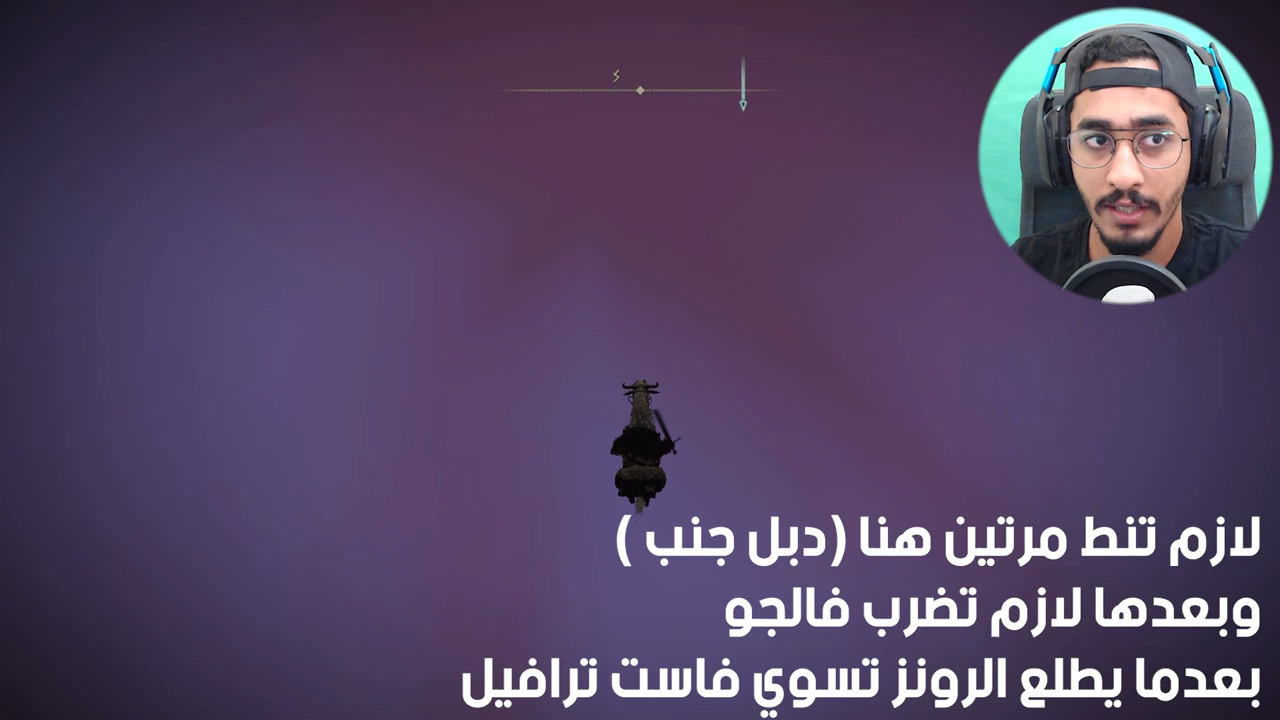 لازم تنط مرتين هنا (دبل جنب )
وبعدها لازم تضرب فالجو
بعدما يطلع الرونز تسوي فاست ترافيل